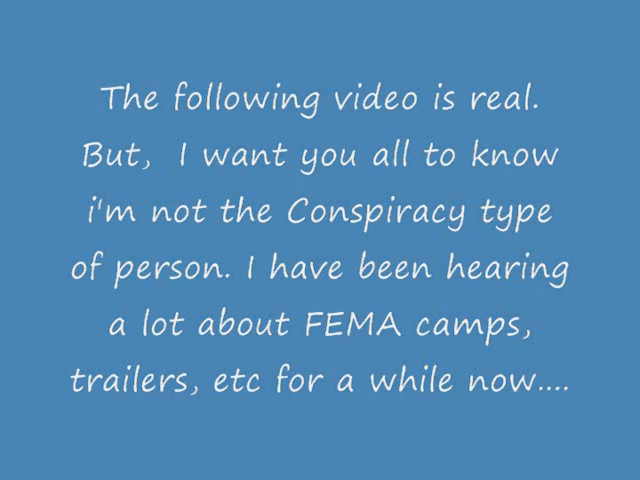 The following video is real.
But,  I want you all to know
i'm not the Conspiracy type
of person. I have been hearing
a lot about FEMA camps,
trailers, etc for a while now....